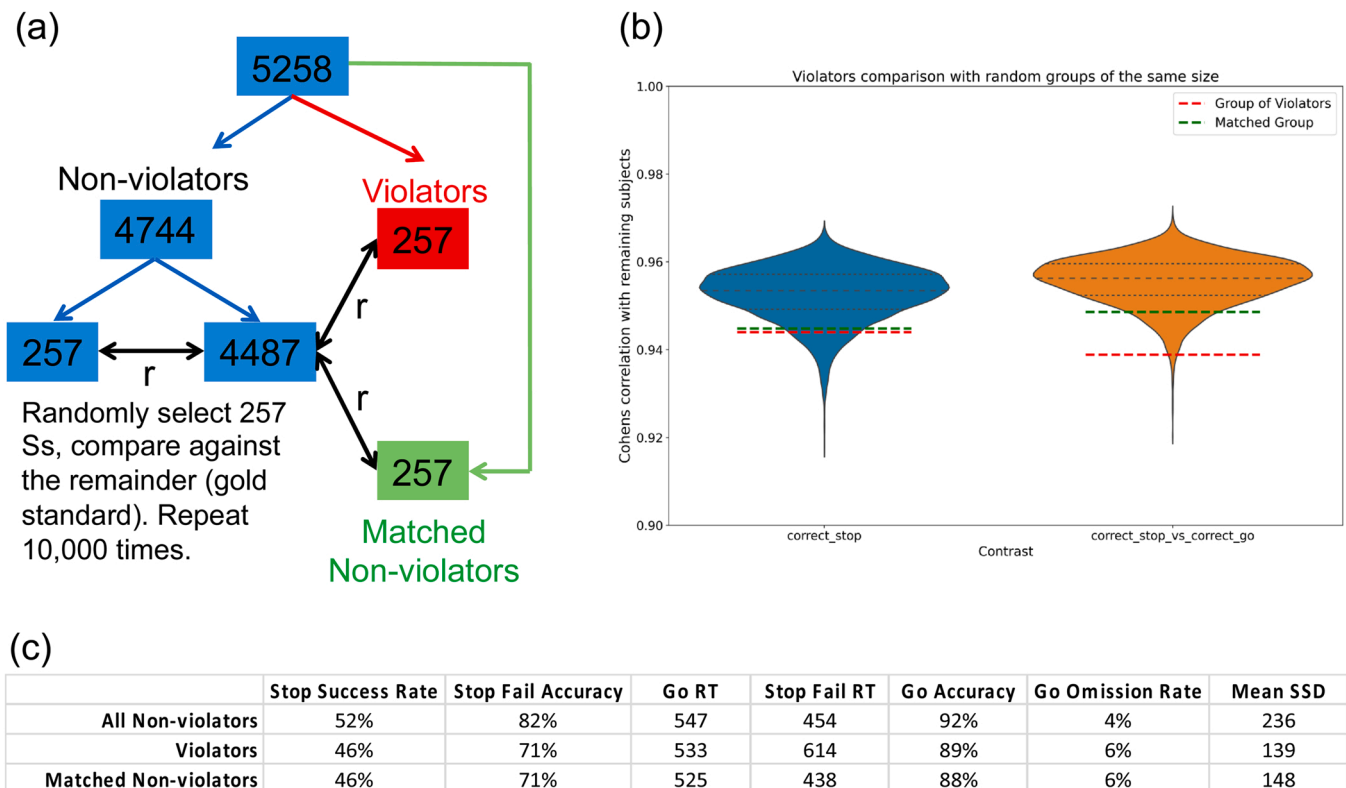 (a)
5258
Non-violators
Violators
4744
257
r
257
4487
r
r
Randomly select 257
Ss, compare against
the remainder (gold
standard). Repeat
10,000 times.
257
Matched
Non-violators
(b)
Violators comparison with random groups of the same size
Group of Violators
Matched Group
Cohens correlation with remaining subjects
1.00
0.98
0.96
0.94
0.92
0.90
correct_stop
correct_stop_vs_correct_go
Contrast
(c)
Stop Success Rate Stop Fail Accuracy Go RT Stop Fail RT Go Accuracy Go Omission Rate Mean SSD
All Non-violators 52% 82% 547 454 92% 4% 236
Violators 46% 71% 533 614 89% 6% 139
Matched Non-violators 46% 71% 525 438 88% 6% 148